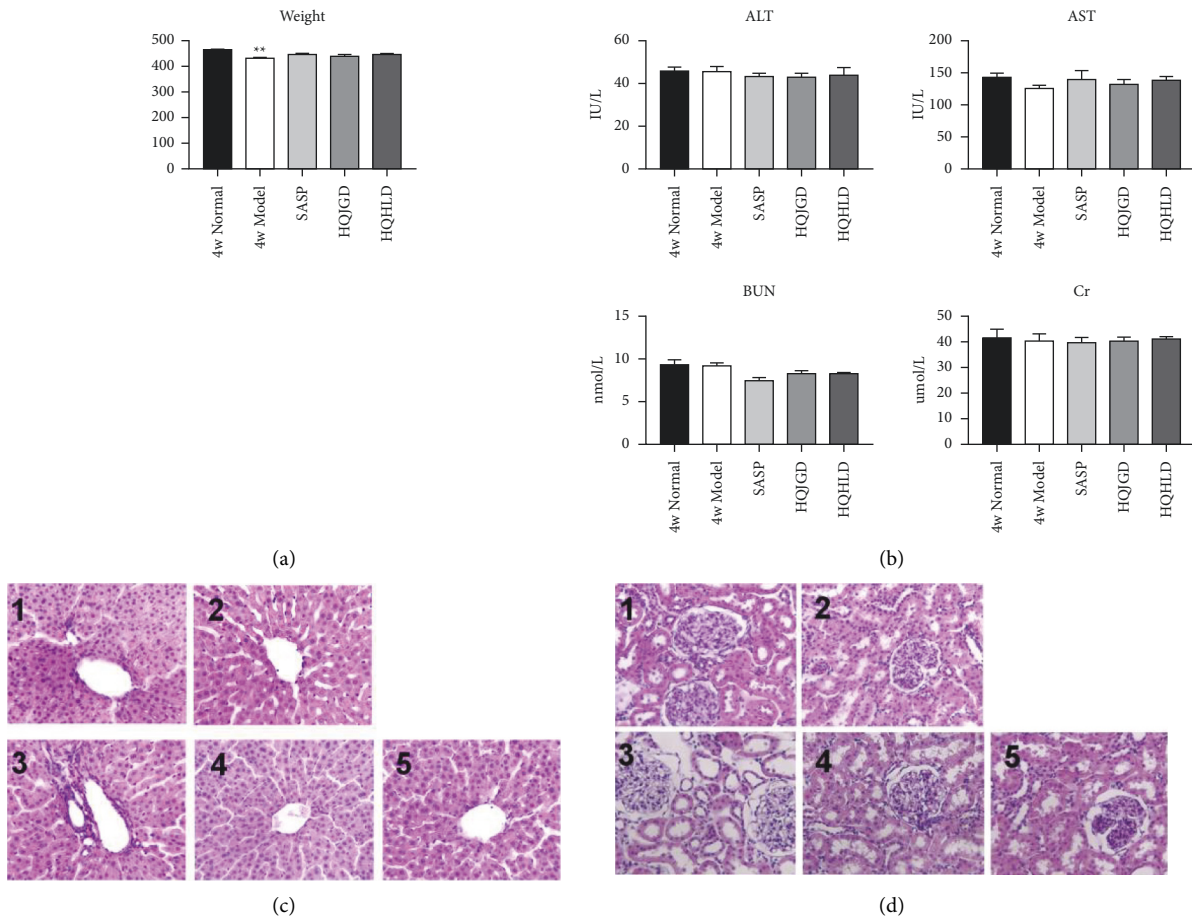 Weight
500
400
300
200
100
0
**
4w Normal
4w Model
SASP
HQJGD
HQHLD
(a)
ALT
IU/L
60
40
20
0
4w Normal
4w Model
SASP
HQJGD
HQHLD
AST
IU/L
200
150
100
50
0
4w Normal
4w Model
SASP
HQJGD
HQHLD
BUN
nmol/L
15
10
5
0
4w Normal
4w Model
SASP
HQJGD
HQHLD
Cr
umol/L
50
40
30
20
10
0
4w Normal
4w Model
SASP
HQJGD
HQHLD
(b)
1
2
3
4
5
(c)
1
2
3
4
5
(d)